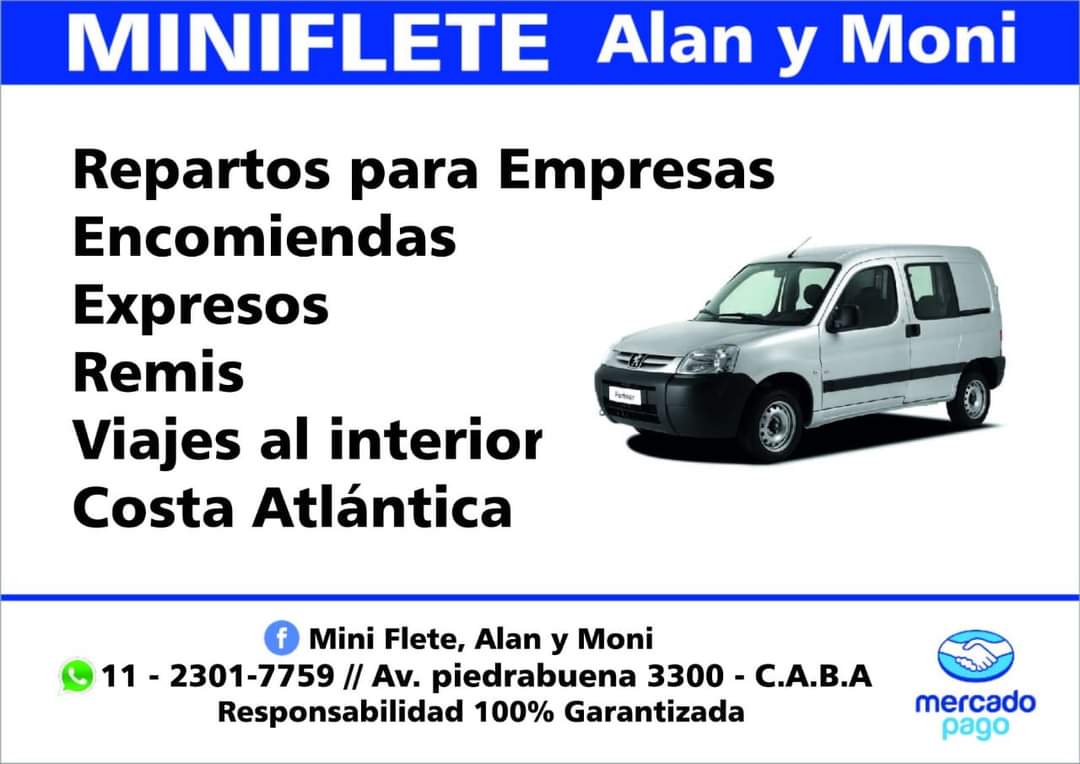 MINIFLETE Alan y Moni
Repartos para Empresas
Encomiendas
Expresos
Remis
Viajes al interior
Costa Atlántica
Partner
Mini Flete, Alan y Moni
11 - 2301-7759 // Av. piedrabuena 3300 - C.A.B.A
Responsabilidad 100% Garantizada
mercado
pago